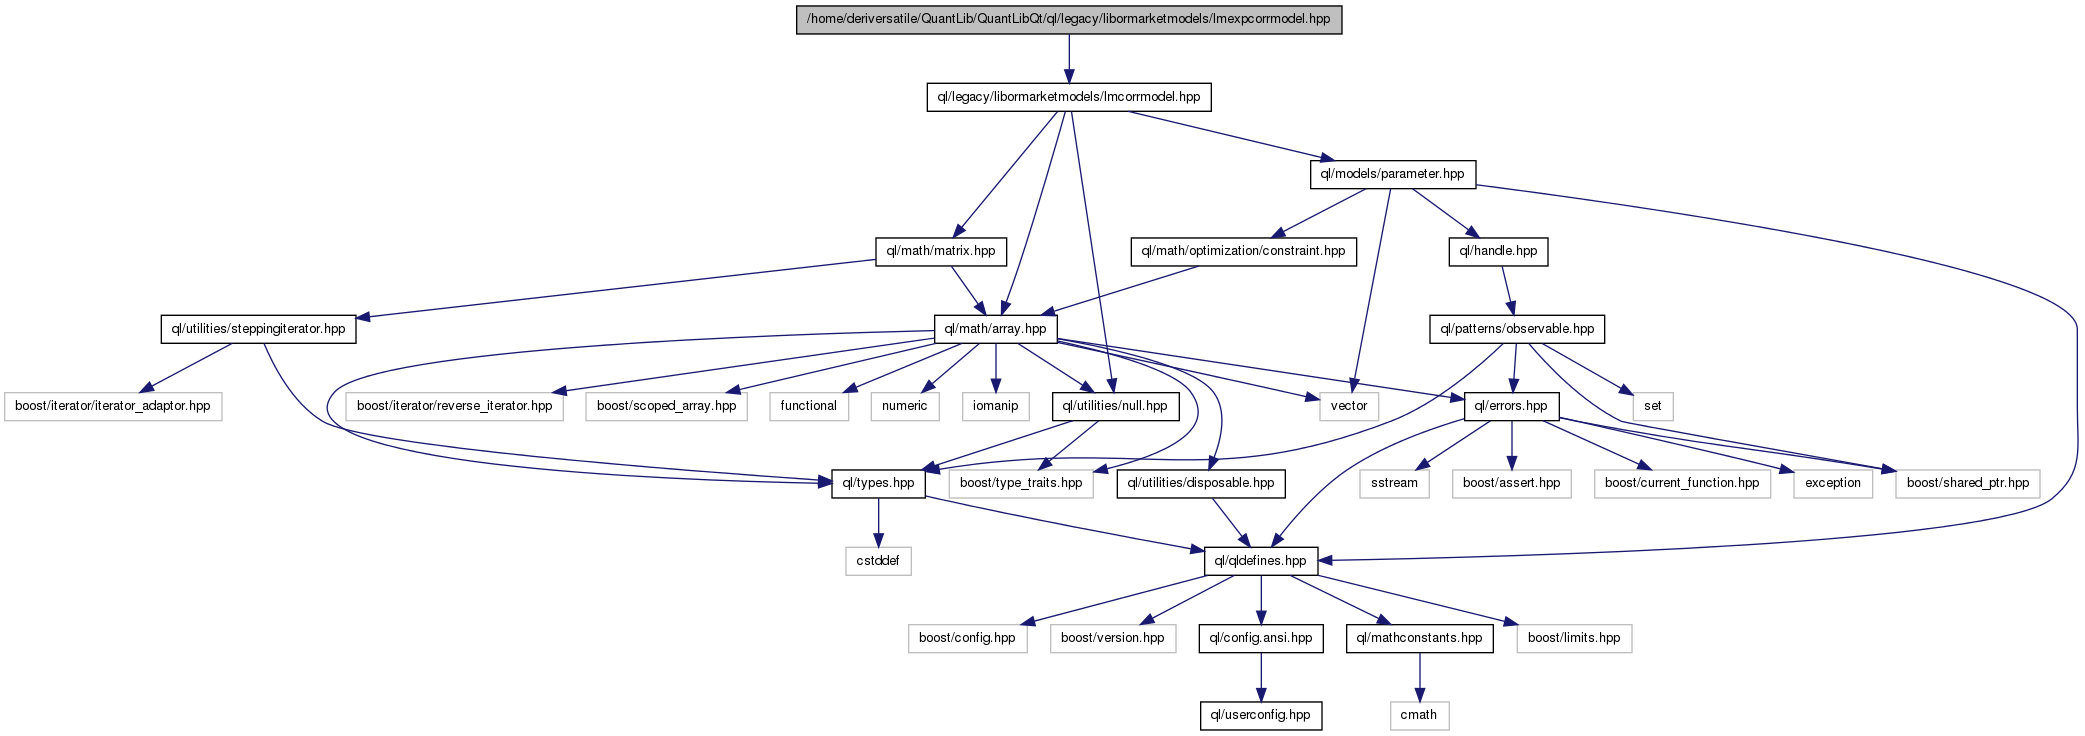 /home/deriversatile/QuantLib/QuantLibQt/ql/legacy/libormarketmodels/lmexpcorrmodel.hpp
ql/legacy/libormarketmodels/lmcorrmodel.hpp
ql/models/parameter.hpp
ql/math/matrix.hpp
ql/math/optimization/constraint.hpp
ql/handle.hpp
ql/utilities/steppingiterator.hpp
ql/math/array.hpp
ql/patterns/observable.hpp
boost/iterator/iterator_adaptor.hpp
boost/iterator/reverse_iterator.hpp
boost/scoped_array.hpp
functional
numeric
iomanip
ql/utilities/null.hpp
vector
ql/errors.hpp
set
ql/types.hpp
boost/type_traits.hpp
ql/utilities/disposable.hpp
sstream
boost/assert.hpp
boost/current_function.hpp
exception
boost/shared_ptr.hpp
cstddef
ql/qldefines.hpp
boost/config.hpp
boost/version.hpp
ql/config.ansi.hpp
ql/mathconstants.hpp
boost/limits.hpp
ql/userconfig.hpp
cmath